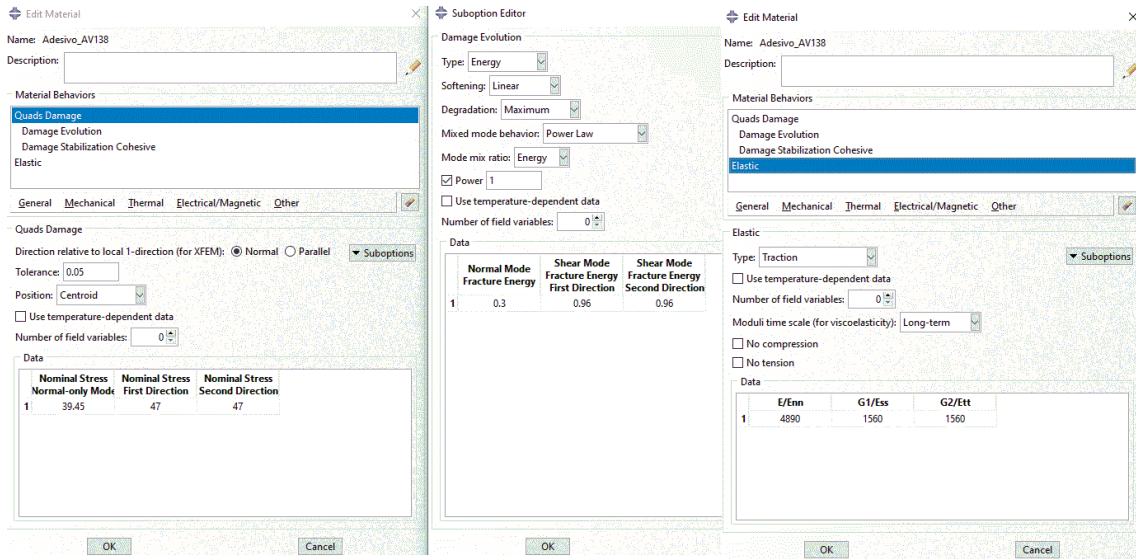 Edit Material
Name: Adesivo_AV138
Description:
Material Behaviors
Quads Damage
Damage Evolution
Damage Stabilization Cohesive
Elastic
General Mechanical Thermal Electrical/Magnetic Other
Quads Damage
Direction relative to local 1-direction (for XFEM): Normal Parallel Suboptions
Tolerance: 0.05
Position: Centroid
Use temperature-dependent data
Number of field variables: 0
Data
Nominal Stress Nominal Stress Nominal Stress
Normal-only Mode First Direction Second Direction
1 39.45 47 47
OK Cancel
Suboption Editor
Damage Evolution
Type: Energy
Softening: Linear
Degradation: Maximum
Mixed mode behavior: Power Law
Mode mix ratio: Energy
Power 1
Use temperature-dependent data
Number of field variables: 0
Data
Normal Mode Fracture Energy Shear Mode Fracture Energy First Direction Shear Mode Fracture Energy Second Direction
1 0.3 0.96 0.96
OK
Edit Material
Name: Adesivo_AV138
Description:
Material Behaviors
Quads Damage
Damage Evolution
Damage Stabilization Cohesive
Elastic
General Mechanical Thermal Electrical/Magnetic Other
Elastic
Type: Traction Suboptions
Use temperature-dependent data
Number of field variables: 0
Moduli time scale (for viscoelasticity): Long-term
No compression
No tension
Data
E/Enn G1/Ess G2/Ett
1 4890 1560 1560
OK Cancel